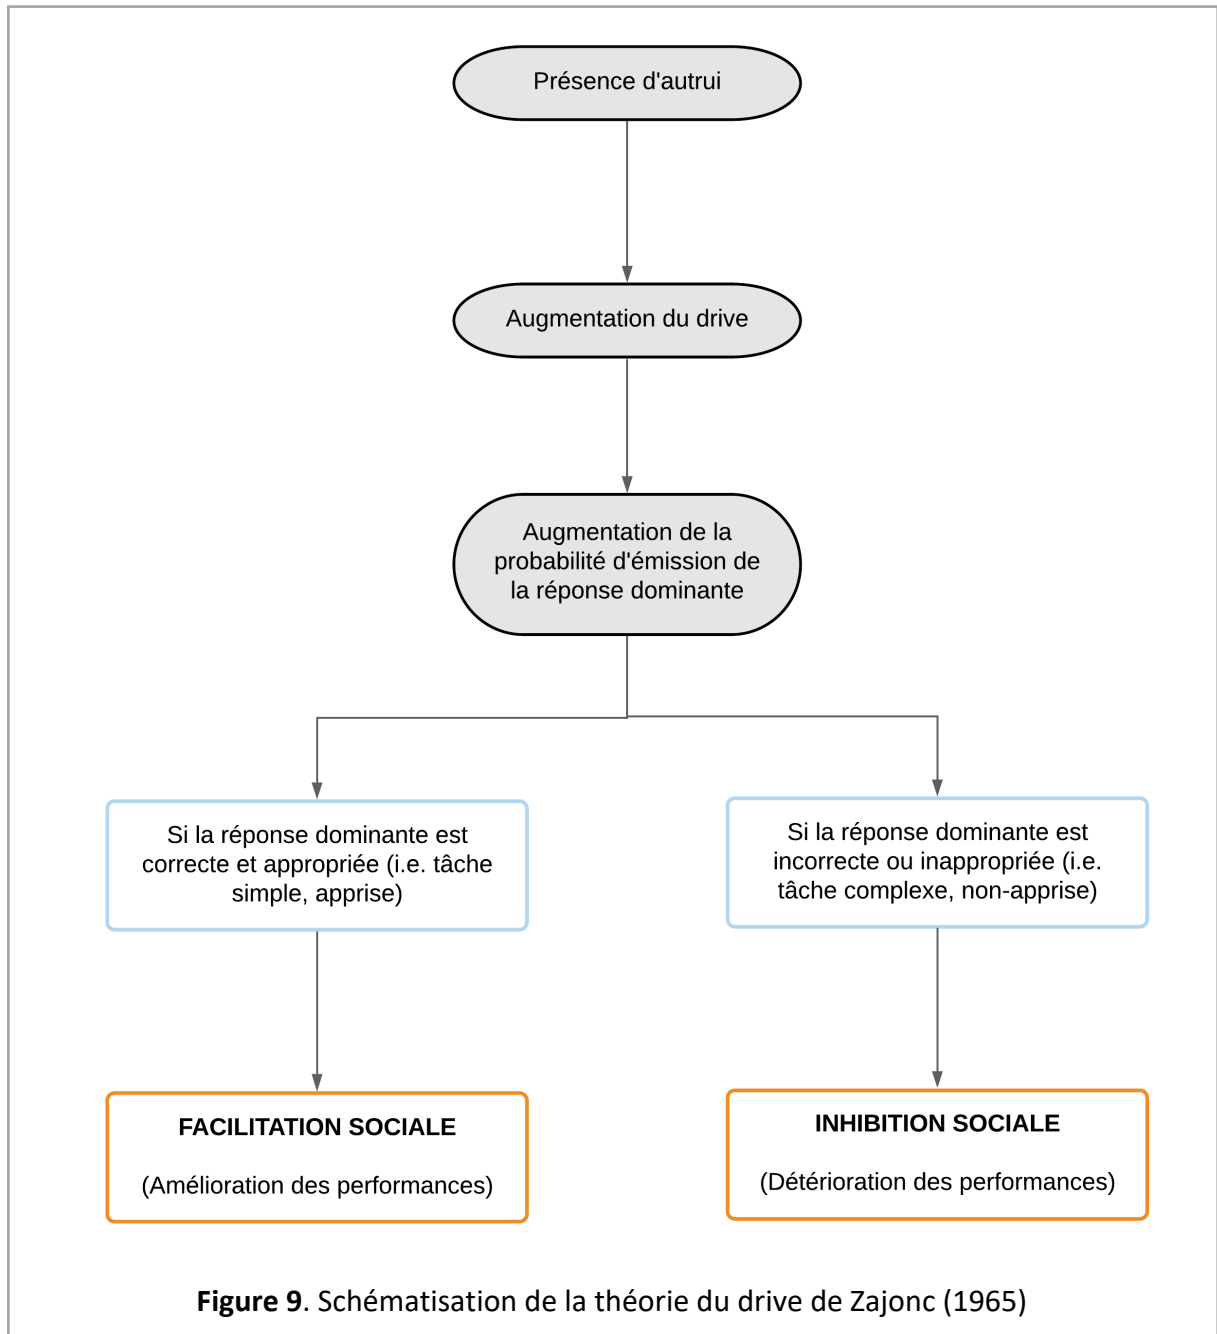 Présence d'autrui
Augmentation du drive
Augmentation de la
probabilité d'émission de
la réponse dominante
Si la réponse dominante est
correcte et appropriée (i.e. tâche
simple, apprise)
Si la réponse dominante est
incorrecte ou inappropriée (i.e.
tâche complexe, non-apprise)
FACILITATION SOCIALE
(Amélioration des performances)
INHIBITION SOCIALE
(Détérioration des performances)
Figure 9. Schématisation de la théorie du drive de Zajonc (1965)